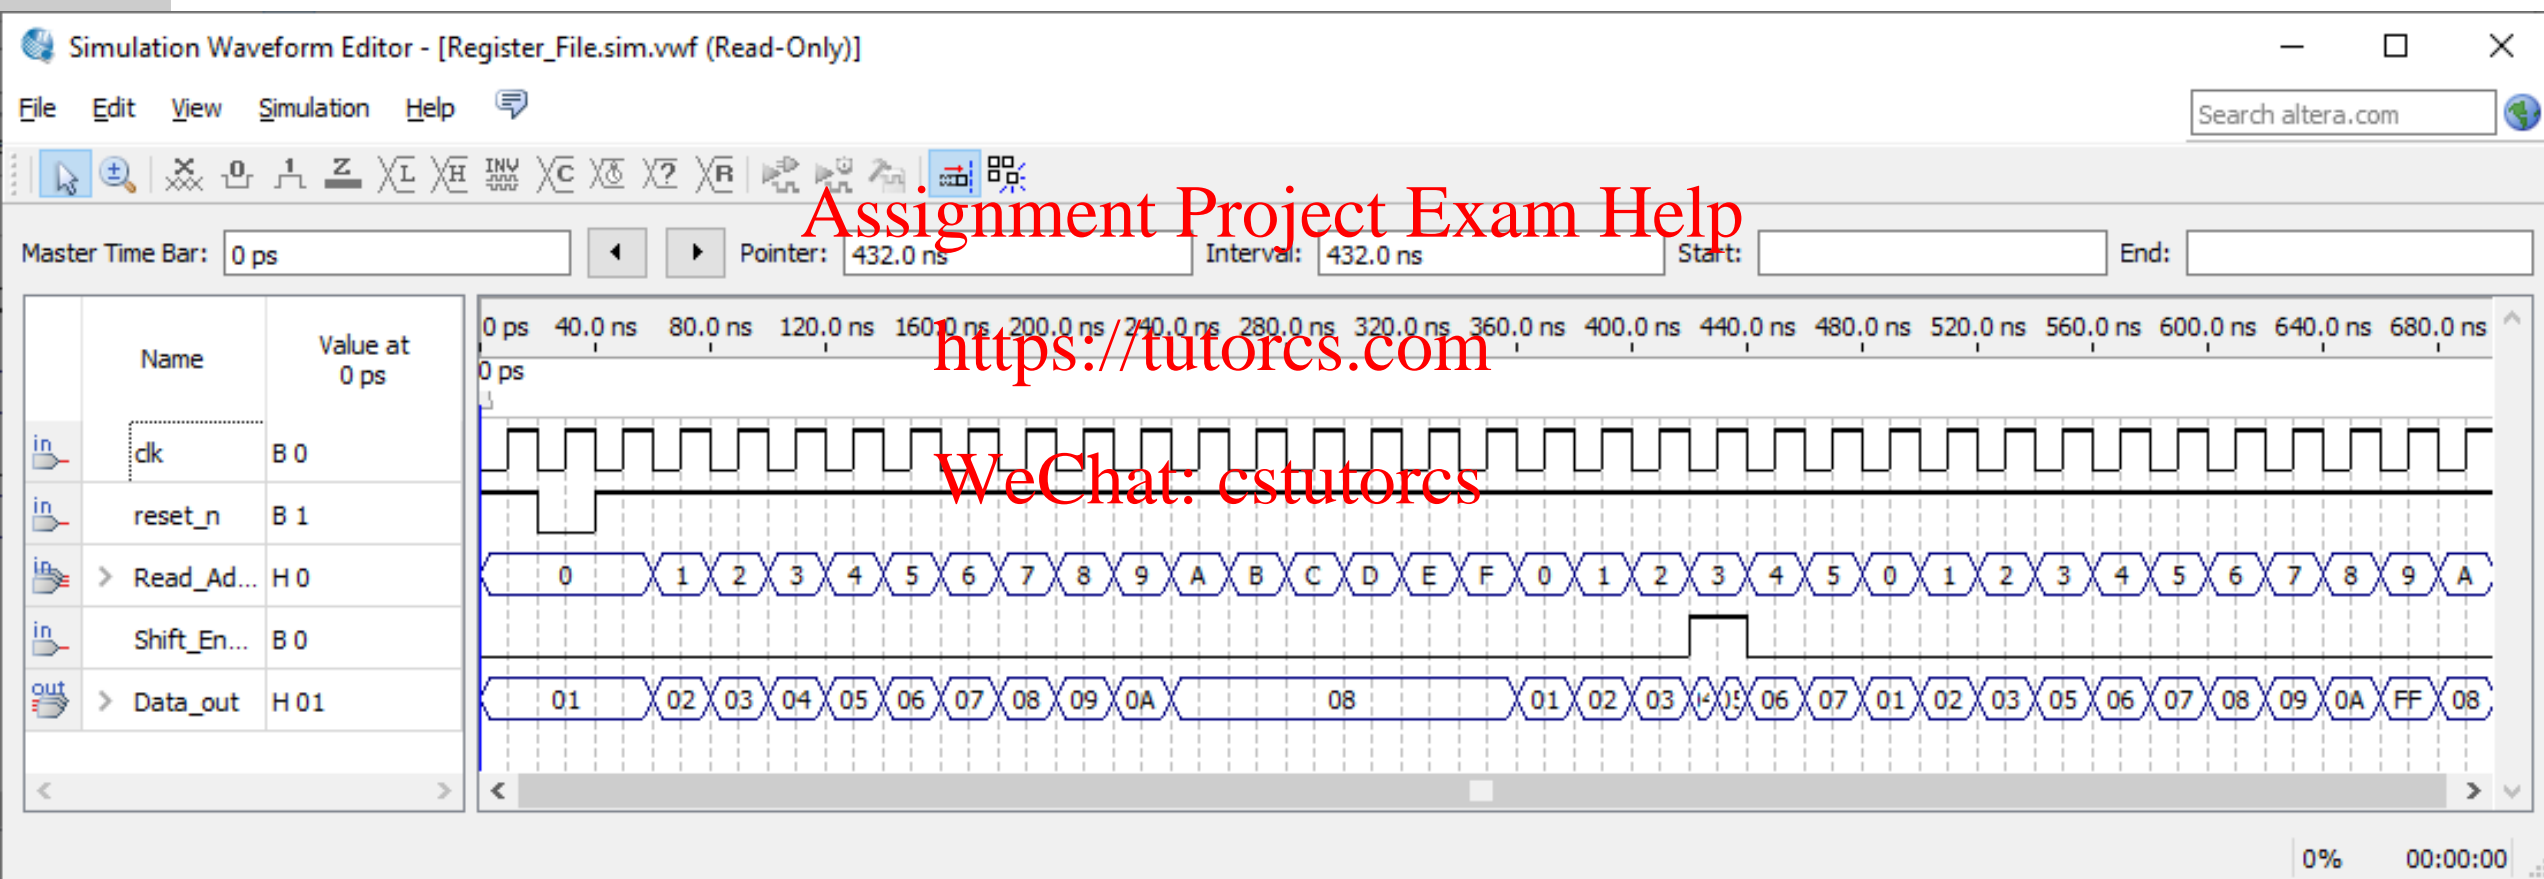 Simulation Waveform Editor - [Register_File.sim.vwf (Read-Only)]
File Edit View Simulation Help
Search altera.com
Assignment Project Exam Help
Master Time Bar: 0 ps Pointer: 432.0 ns Interval: 432.0 ns Start: End:
Name Value at 0 ps
0 ps 40.0 ns 80.0 ns 120.0 ns 160.0 ns 200.0 ns 240.0 ns 280.0 ns 320.0 ns 360.0 ns 400.0 ns 440.0 ns 480.0 ns 520.0 ns 560.0 ns 600.0 ns 640.0 ns 680.0 ns
https://tutorcs.com
0 ps
in clk B 0
WeChat: cstutorcs
in reset_n B 1
in Read_Ad... H 0 0 1 2 3 4 5 6 7 8 9 A B C D E F 0 1 2 3 4 5 0 1 2 3 4 5 6 7 8 9 A
in Shift_En... B 0
out Data_out H 01 01 02 03 04 05 06 07 08 09 0A 08 01 02 03 06 07 01 02 03 05 06 07 08 09 0A FF 08
0% 00:00:00